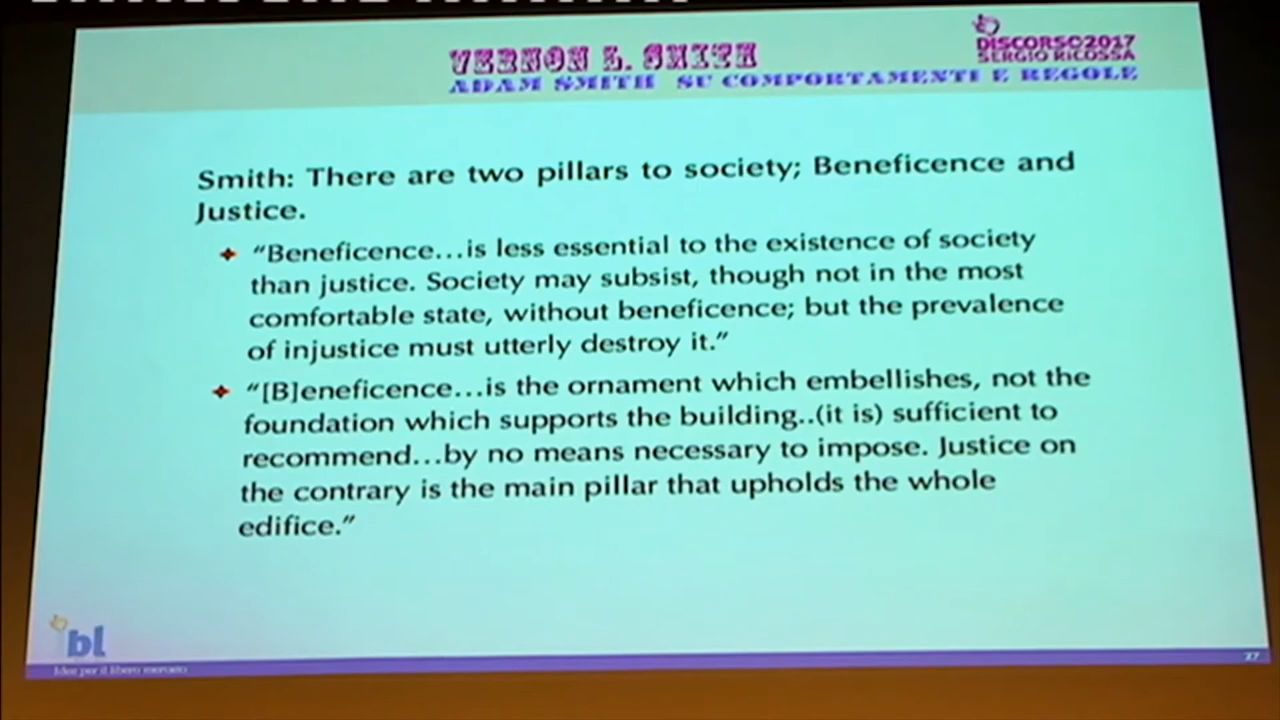 VERNON L. SMITH
DISCORSO2017
SERGIO RICOSSA
ADAM SMITH SU COMPORTAMENTI E REGOLE
Smith: There are two pillars to society; Beneficence and
Justice.
“Beneficence...is less essential to the existence of society
than justice. Society may subsist, though not in the most
comfortable state, without beneficence; but the prevalence
of injustice must utterly destroy it.”
“[B]eneficence...is the ornament which embellishes, not the
foundation which supports the building..(it is) sufficient to
recommend...by no means necessary to impose. Justice on
the contrary is the main pillar that upholds the whole
edifice.”
bl
Idee per il libero mercato
27